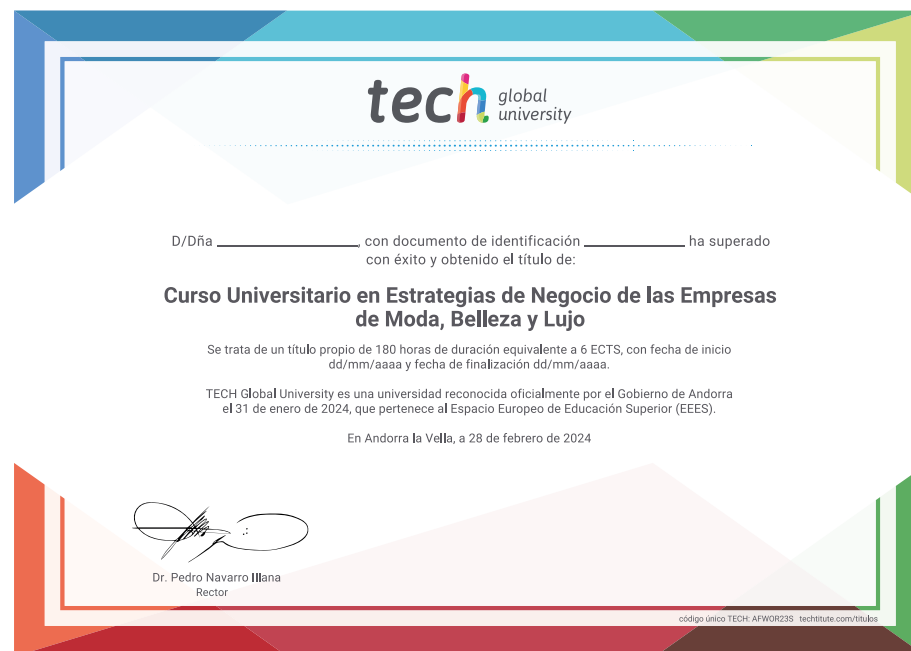 tech global
university
D/Dña ____________, con documento de identificación ____________ ha superado
con éxito y obtenido el título de:
Curso Universitario en Estrategias de Negocio de las Empresas
de Moda, Belleza y Lujo
Se trata de un título propio de 180 horas de duración equivalente a 6 ECTS, con fecha de inicio
dd/mm/aaaa y fecha de finalización dd/mm/aaaa.
TECH Global University es una universidad reconocida oficialmente por el Gobierno de Andorra
el 31 de enero de 2024, que pertenece al Espacio Europeo de Educación Superior (EEES).
En Andorra la Vella, a 28 de febrero de 2024
Dr. Pedro Navarro Illana
Rector
código único TECH: AFWOR23S techtitute.com/titulos